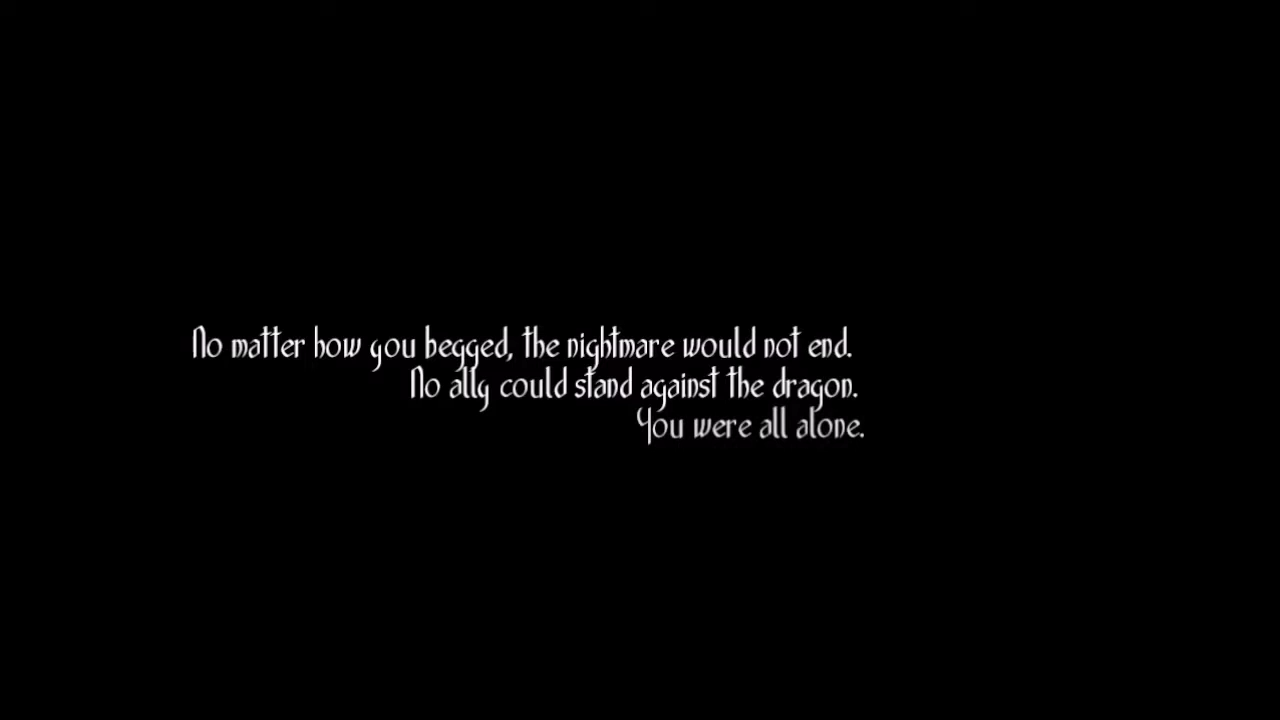 No matter how you begged, the nightmare would not end.
No ally could stand against the dragon.
You were all alone.